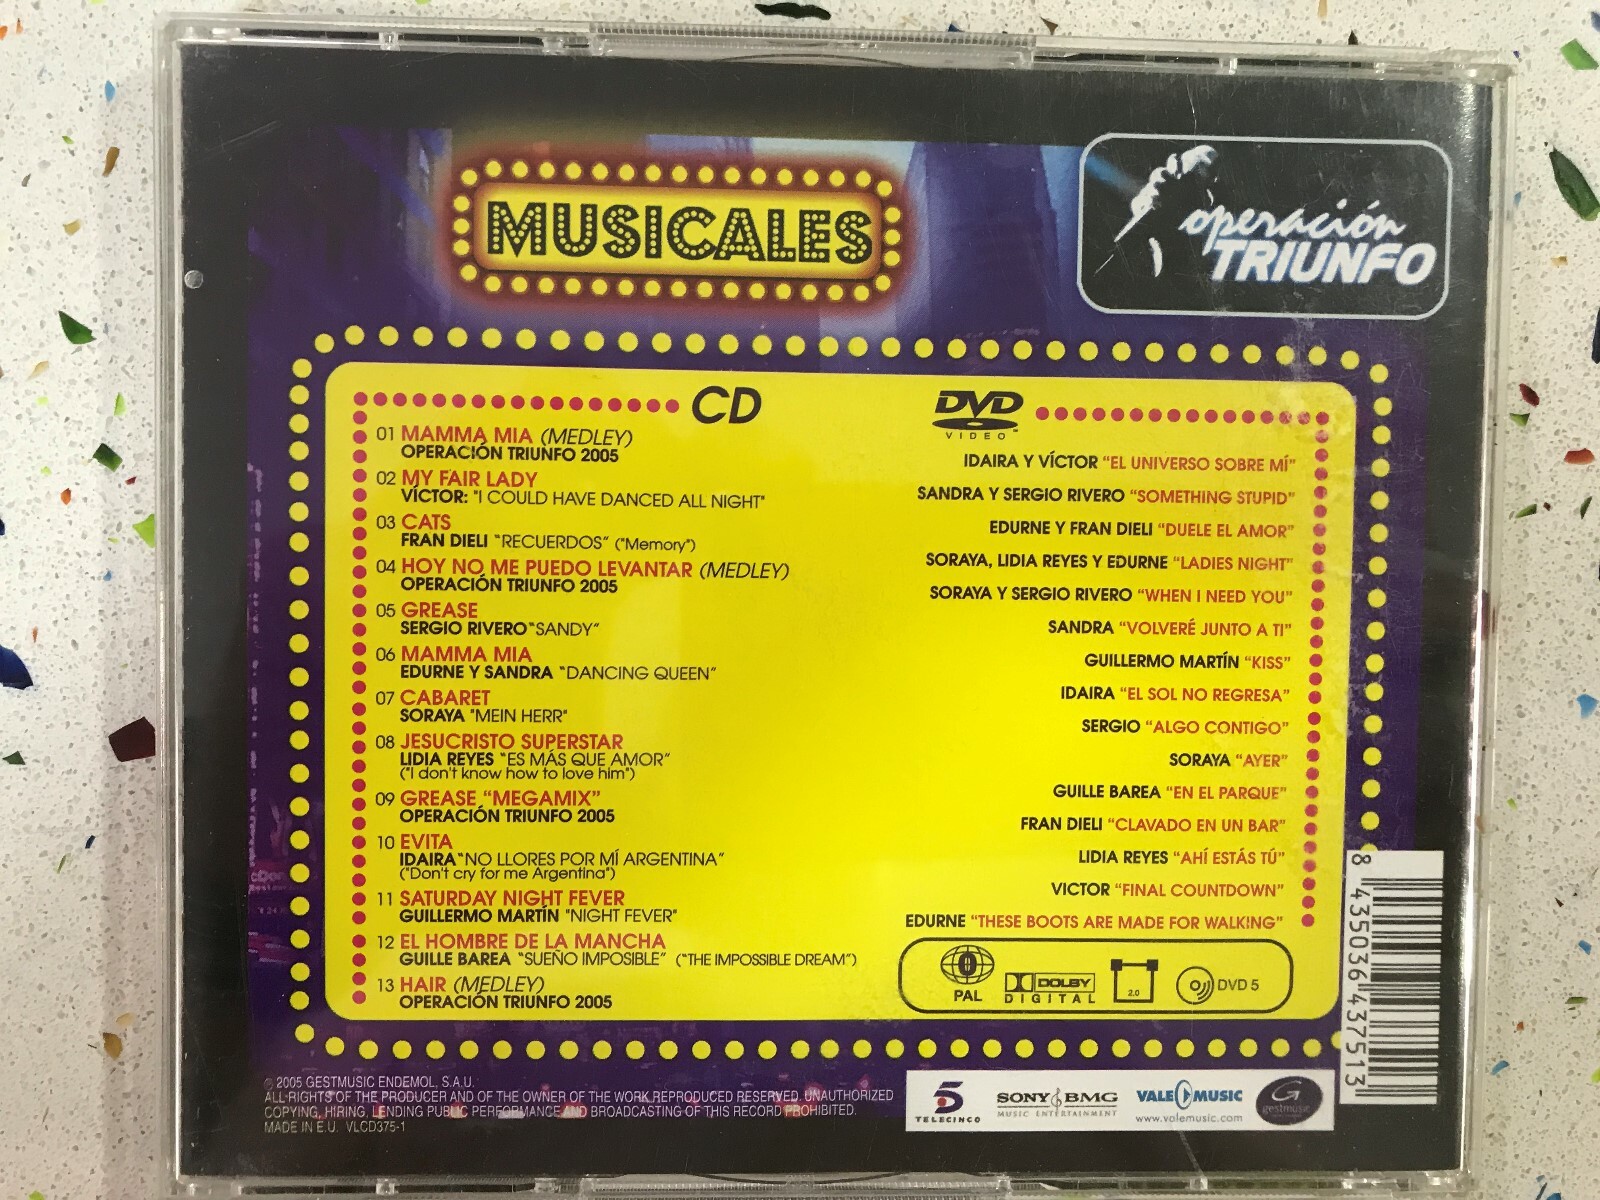 MUSICALES
operación
TRIUNFO
CD
01 MAMMA MIA (MEDLEY)
OPERACIÓN TRIUNFO 2005
02 MY FAIR LADY
VÍCTOR: "I COULD HAVE DANCED ALL NIGHT"
03 CATS
FRAN DIELI "RECUERDOS" ("Memory")
04 HOY NO ME PUEDO LEVANTAR (MEDLEY)
OPERACIÓN TRIUNFO 2005
05 GREASE
SERGIO RIVERO "SANDY"
06 MAMMA MIA
EDURNE Y SANDRA "DANCING QUEEN"
07 CABARET
SORAYA "MEIN HERR"
08 JESUCRISTO SUPERSTAR
LIDIA REYES "ES MÁS QUE AMOR"
("I don't know how to love him")
09 GREASE "MEGAMIX"
OPERACIÓN TRIUNFO 2005
10 EVITA
IDAIRA "NO LLORES POR MÍ ARGENTINA"
("Don't cry for me Argentina")
11 SATURDAY NIGHT FEVER
GUILLERMO MARTÍN "NIGHT FEVER"
12 EL HOMBRE DE LA MANCHA
GUILLE BAREA "SUEÑO IMPOSIBLE" ("THE IMPOSSIBLE DREAM")
13 HAIR (MEDLEY)
OPERACIÓN TRIUNFO 2005
DVD
VIDEO
IDAIRA Y VÍCTOR "EL UNIVERSO SOBRE MÍ"
SANDRA Y SERGIO RIVERO "SOMETHING STUPID"
EDURNE Y FRAN DIELI "DUELE EL AMOR"
SORAYA, LIDIA REYES Y EDURNE "LADIES NIGHT"
SORAYA Y SERGIO RIVERO "WHEN I NEED YOU"
SANDRA "VOLVERÉ JUNTO A TI"
GUILLERMO MARTÍN "KISS"
IDAIRA "EL SOL NO REGRESA"
SERGIO "ALGO CONTIGO"
SORAYA "AYER"
GUILLE BAREA "EN EL PARQUE"
FRAN DIELI "CLAVADO EN UN BAR"
LIDIA REYES "AHÍ ESTÁS TÚ"
VICTOR "FINAL COUNTDOWN"
EDURNE "THESE BOOTS ARE MADE FOR WALKING"
0
PAL
DOLBY
DIGITAL
2.0
DVD 5
8 435036 437513
℗ 2005 GESTMUSIC ENDEMOL, S.A.U.
ALL RIGHTS OF THE PRODUCER AND OF THE OWNER OF THE WORK REPRODUCED RESERVED. UNAUTHORIZED
COPYING, HIRING, LENDING PUBLIC PERFORMANCE AND BROADCASTING OF THIS RECORD PROHIBITED.
MADE IN E.U. VLCD375-1
5
TELECINCO
SONY BMG
MUSIC ENTERTAINMENT
VALE MUSIC
www.valemusic.com
G
gestmusic